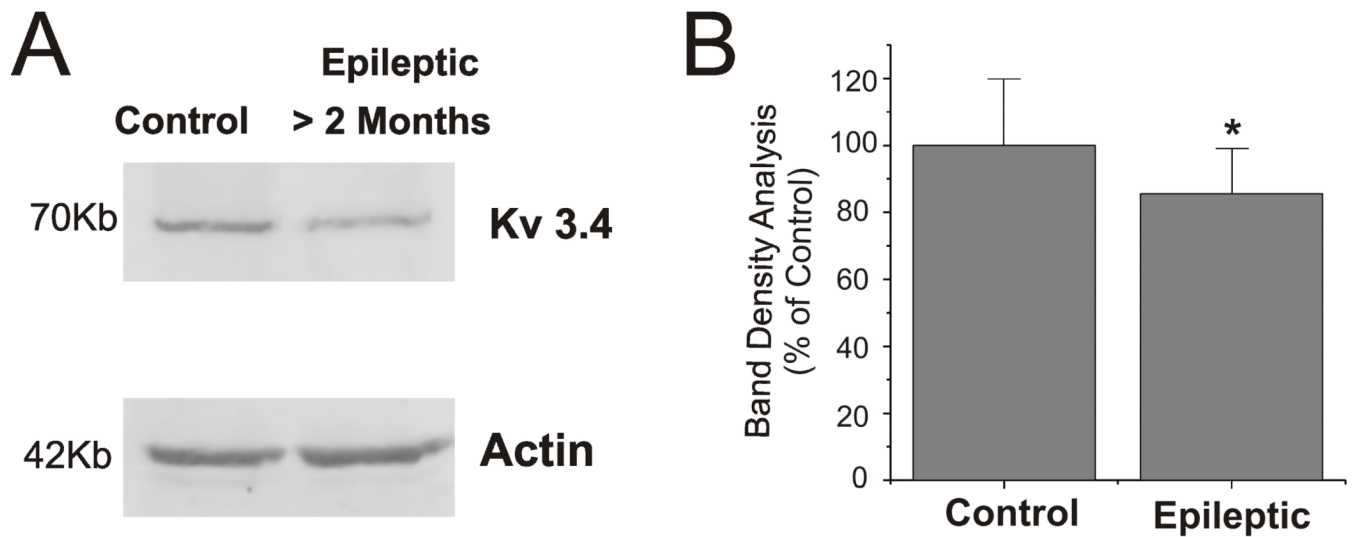 A
Epileptic
Control > 2 Months
70Kb
Kv 3.4
42Kb
Actin
B
Band Density Analysis
(% of Control)
120
100
80
60
40
20
0
*
Control
Epileptic